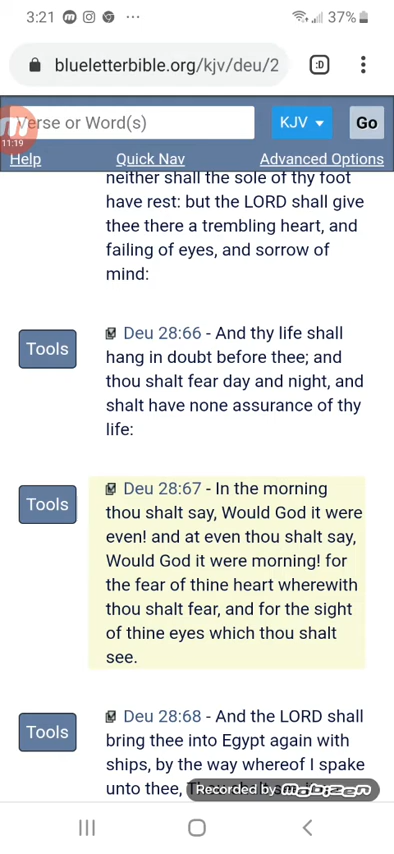 3:21 37%
blueletterbible.org/kjv/deu/2 :D
Verse or Word(s) KJV Go
11:19
Help Quick Nav Advanced Options
neither shall the sole of thy foot
have rest: but the LORD shall give
thee there a trembling heart, and
failing of eyes, and sorrow of
mind:
Tools
Deu 28:66 - And thy life shall
hang in doubt before thee; and
thou shalt fear day and night, and
shalt have none assurance of thy
life:
Tools
Deu 28:67 - In the morning
thou shalt say, Would God it were
even! and at even thou shalt say,
Would God it were morning! for
the fear of thine heart wherewith
thou shalt fear, and for the sight
of thine eyes which thou shalt
see.
Tools
Deu 28:68 - And the LORD shall
bring thee into Egypt again with
ships, by the way whereof I spake
unto thee,
Recorded by mobizen